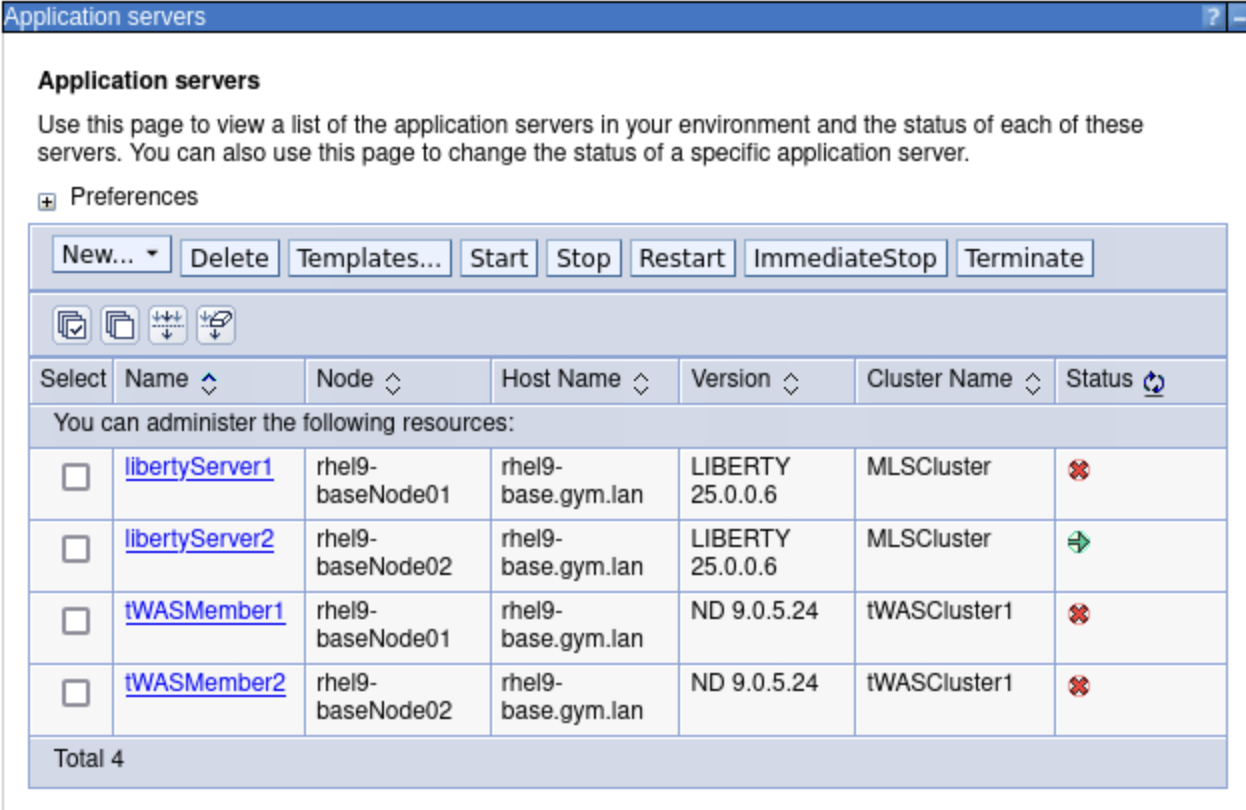 Application servers ? –
Application servers
Use this page to view a list of the application servers in your environment and the status of each of these
servers. You can also use this page to change the status of a specific application server.
+ Preferences
New... Delete Templates... Start Stop Restart ImmediateStop Terminate
Select Name Node Host Name Version Cluster Name Status
You can administer the following resources:
libertyServer1 rhel9- rhel9- LIBERTY MLSCluster
baseNode01 base.gym.lan 25.0.0.6
libertyServer2 rhel9- rhel9- LIBERTY MLSCluster
baseNode02 base.gym.lan 25.0.0.6
tWASMember1 rhel9- rhel9- ND 9.0.5.24 tWASCluster1
baseNode01 base.gym.lan
tWASMember2 rhel9- rhel9- ND 9.0.5.24 tWASCluster1
baseNode02 base.gym.lan
Total 4